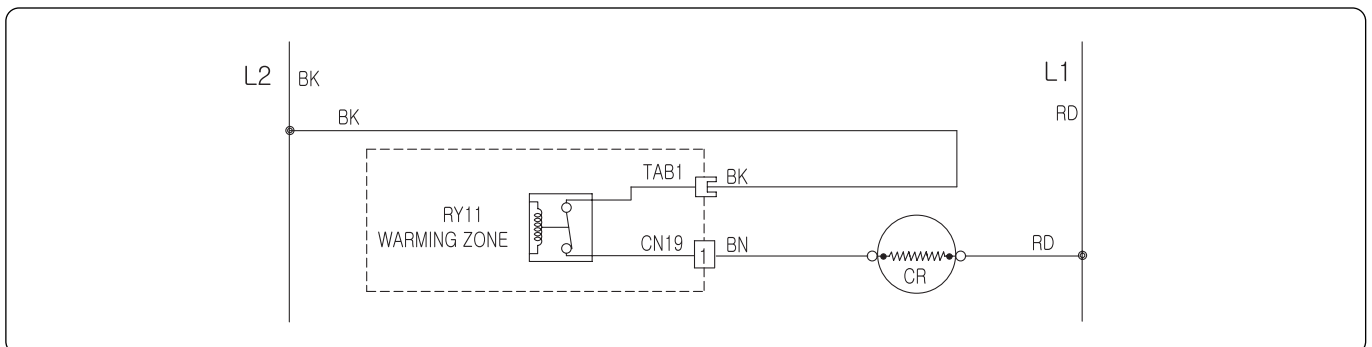 L2
BK
L1
RD
BK
TAB1
BK
RY11
WARMING ZONE
CN19
1
BN
RD
CR